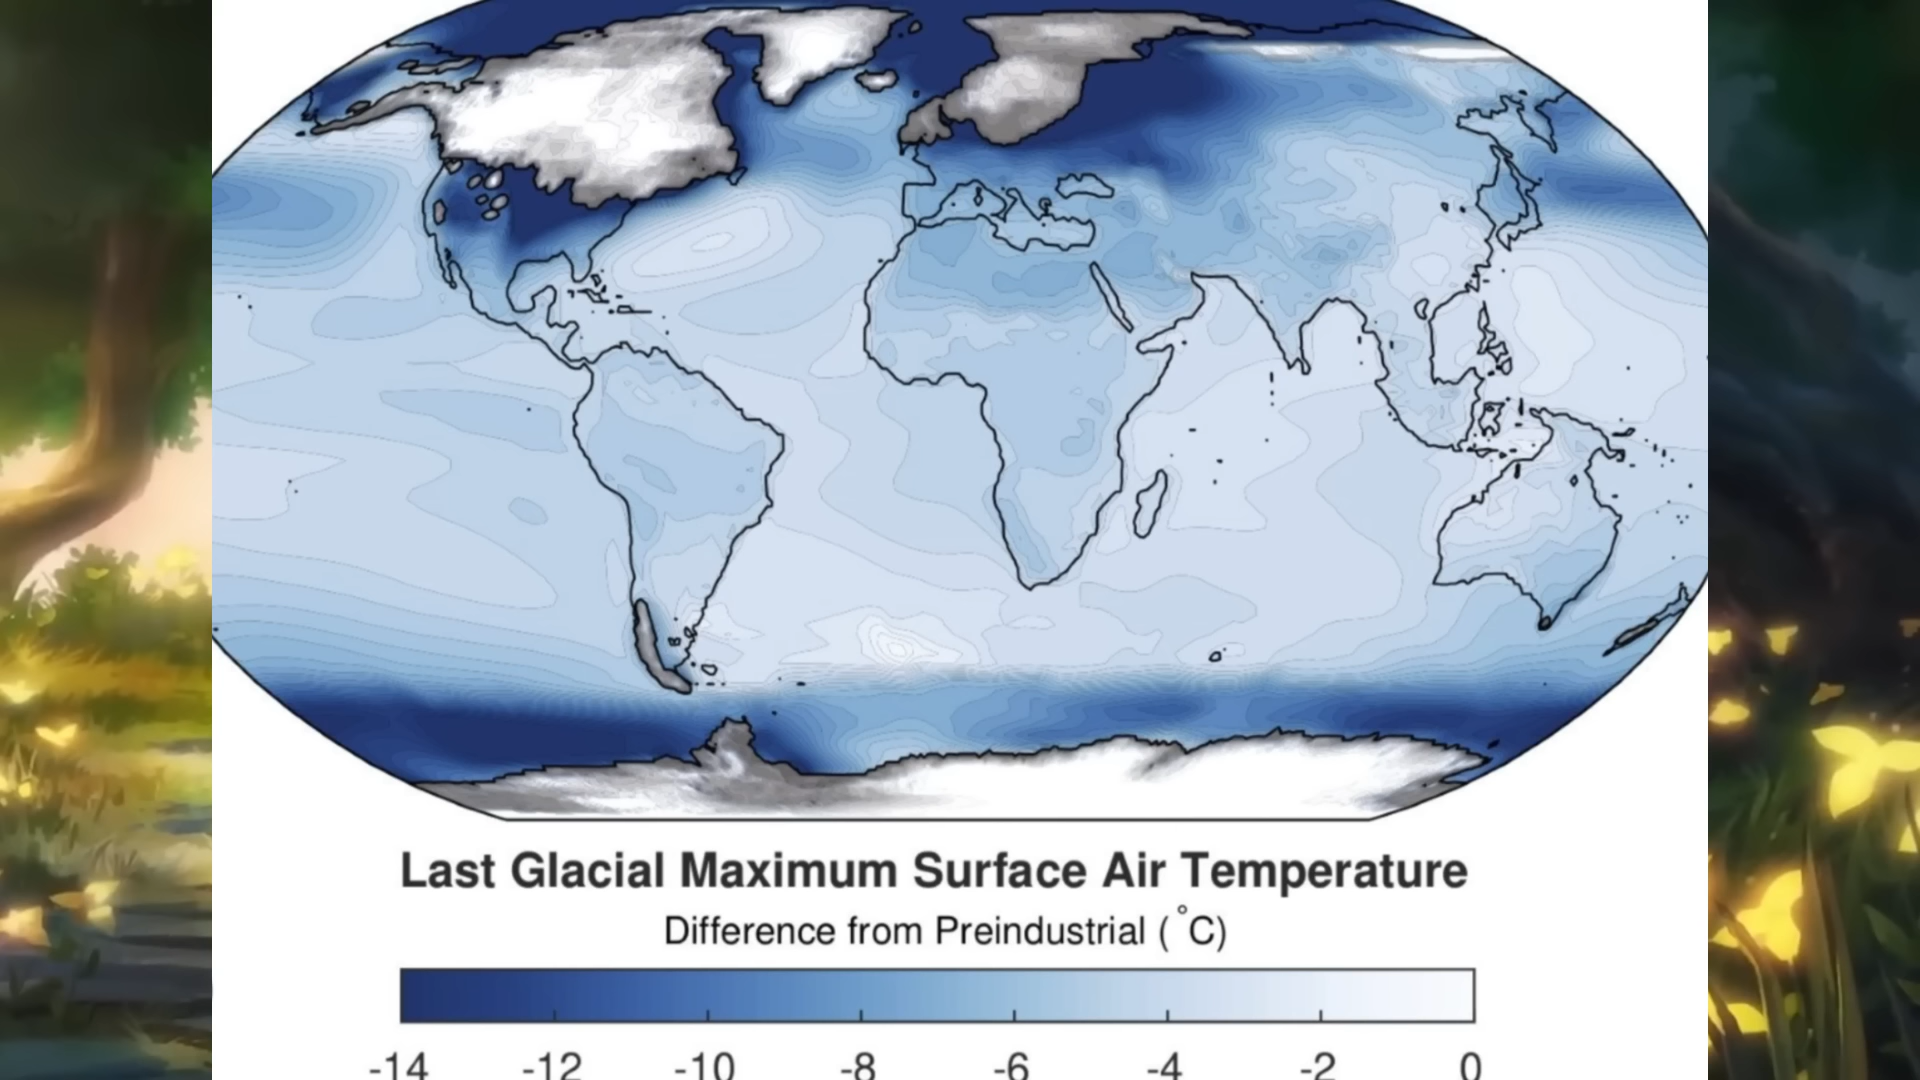 Last Glacial Maximum Surface Air Temperature
Difference from Preindustrial ( °C)
-14 -12 -10 -8 -6 -4 -2 0